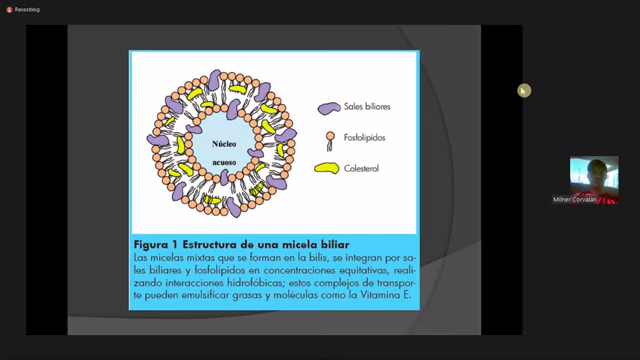 Recording
Núcleo
acuoso
Sales biliares
Fosfolípidos
Colesterol
Figura 1 Estructura de una micela biliar
Las micelas mixtas que se forman en la bilis, se integran por sa-
les biliares y fosfolípidos en concentraciones equitativas, reali-
zando interacciones hidrofóbicas; estos complejos de transpor-
te pueden emulsificar grasas y moléculas como la Vitamina E.
Milner Corvalán